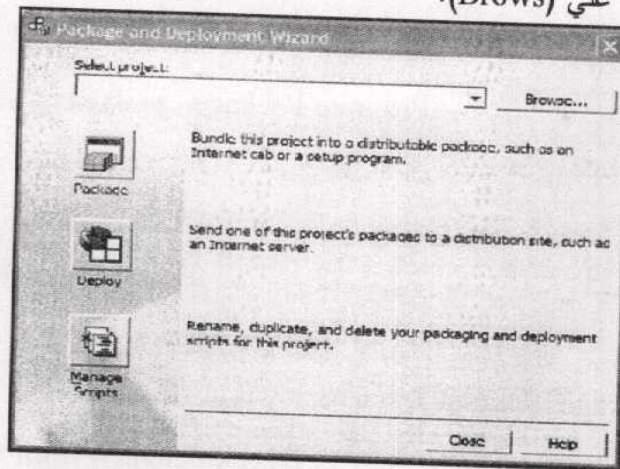 علي (Brows).
Package and Deployment Wizard
Select project:
Browse...
Bundle this project into a distributable package, such as an
Internet cab or a setup program.
Package
Send one of this project's packages to a distribution site, such as
an Internet server.
Deploy
Rename, duplicate, and delete your packaging and deployment
scripts for this project.
Manage
Scripts
Close
Help